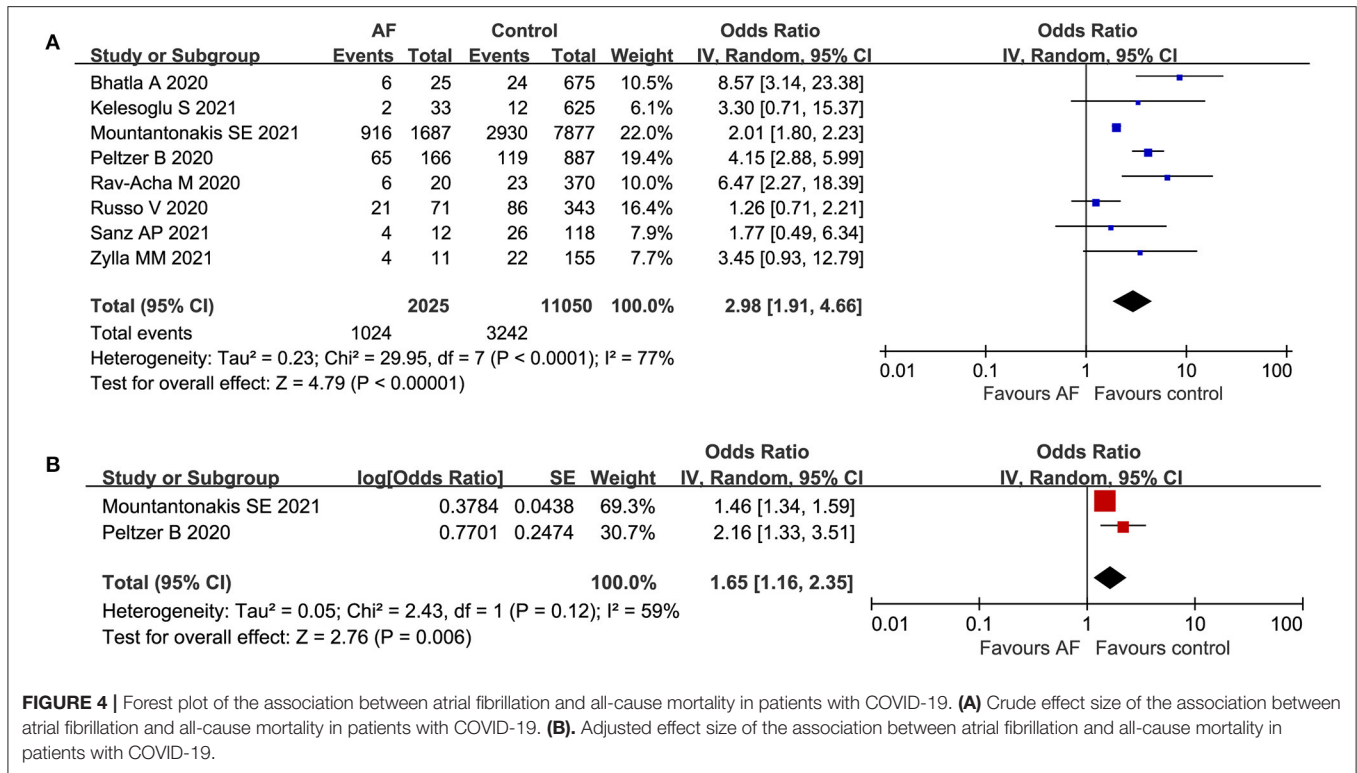 A
AF Control Odds Ratio Odds Ratio
Study or Subgroup Events Total Events Total Weight IV, Random, 95% CI IV, Random, 95% CI
Bhatla A 2020 6 25 24 675 10.5% 8.57 [3.14, 23.38]
Kelesoglu S 2021 2 33 12 625 6.1% 3.30 [0.71, 15.37]
Mountantonakis SE 2021 916 1687 2930 7877 22.0% 2.01 [1.80, 2.23]
Peltzer B 2020 65 166 119 887 19.4% 4.15 [2.88, 5.99]
Rav-Acha M 2020 6 20 23 370 10.0% 6.47 [2.27, 18.39]
Russo V 2020 21 71 86 343 16.4% 1.26 [0.71, 2.21]
Sanz AP 2021 4 12 26 118 7.9% 1.77 [0.49, 6.34]
Zylla MM 2021 4 11 22 155 7.7% 3.45 [0.93, 12.79]
Total (95% CI) 2025 11050 100.0% 2.98 [1.91, 4.66]
Total events 1024 3242
Heterogeneity: Tau² = 0.23; Chi² = 29.95, df = 7 (P < 0.0001); I² = 77%
Test for overall effect: Z = 4.79 (P < 0.00001)
0.01 0.1 1 10 100
Favours AF Favours control
B
Odds Ratio Odds Ratio
Study or Subgroup log[Odds Ratio] SE Weight IV, Random, 95% CI IV, Random, 95% CI
Mountantonakis SE 2021 0.3784 0.0438 69.3% 1.46 [1.34, 1.59]
Peltzer B 2020 0.7701 0.2474 30.7% 2.16 [1.33, 3.51]
Total (95% CI) 100.0% 1.65 [1.16, 2.35]
Heterogeneity: Tau² = 0.05; Chi² = 2.43, df = 1 (P = 0.12); I² = 59%
Test for overall effect: Z = 2.76 (P = 0.006)
0.01 0.1 1 10 100
Favours AF Favours control
FIGURE 4 | Forest plot of the association between atrial fibrillation and all-cause mortality in patients with COVID-19. (A) Crude effect size of the association between
atrial fibrillation and all-cause mortality in patients with COVID-19. (B). Adjusted effect size of the association between atrial fibrillation and all-cause mortality in
patients with COVID-19.